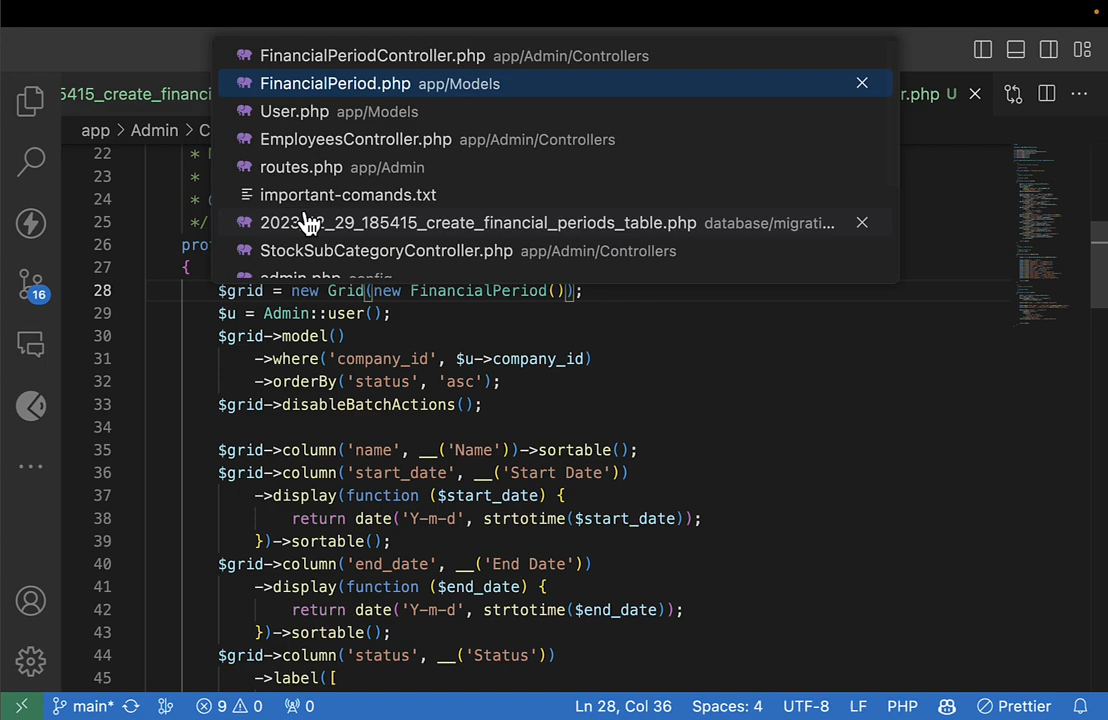 FinancialPeriodController.php app/Admin/Controllers
FinancialPeriod.php app/Models
User.php app/Models
EmployeesController.php app/Admin/Controllers
routes.php app/Admin
important-comands.txt
185415_create_financial_periods_table.php database/migrati...
StockSubCategoryController.php app/Admin/Controllers
admin.php config
5415_create_financi
r.php U
app > Admin > C
22 *
23 *
24 *
25 */
26 pro
27 {
28 $grid = new Grid(new FinancialPeriod());
29 $u = Admin::user();
30 $grid->model()
31 ->where('company_id', $u->company_id)
32 ->orderBy('status', 'asc');
33 $grid->disableBatchActions();
34
35 $grid->column('name', __('Name'))->sortable();
36 $grid->column('start_date', __('Start Date'))
37 ->display(function ($start_date) {
38 return date('Y-m-d', strtotime($start_date));
39 })->sortable();
40 $grid->column('end_date', __('End Date'))
41 ->display(function ($end_date) {
42 return date('Y-m-d', strtotime($end_date));
43 })->sortable();
44 $grid->column('status', __('Status'))
45 ->label([
16
main* 9 0 0 Ln 28, Col 36 Spaces: 4 UTF-8 LF PHP Prettier